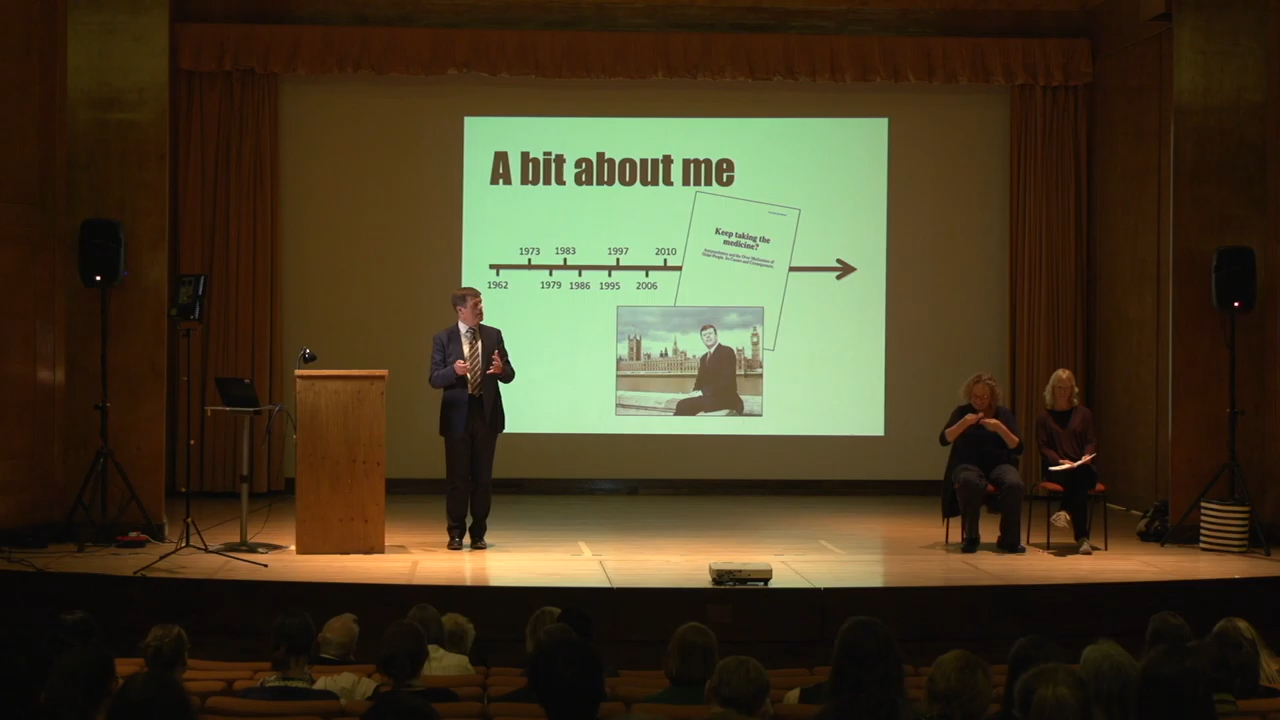 A bit about me
Keep taking the
medicine?
1973 1983 1997 2010
1962 1979 1986 1995 2006